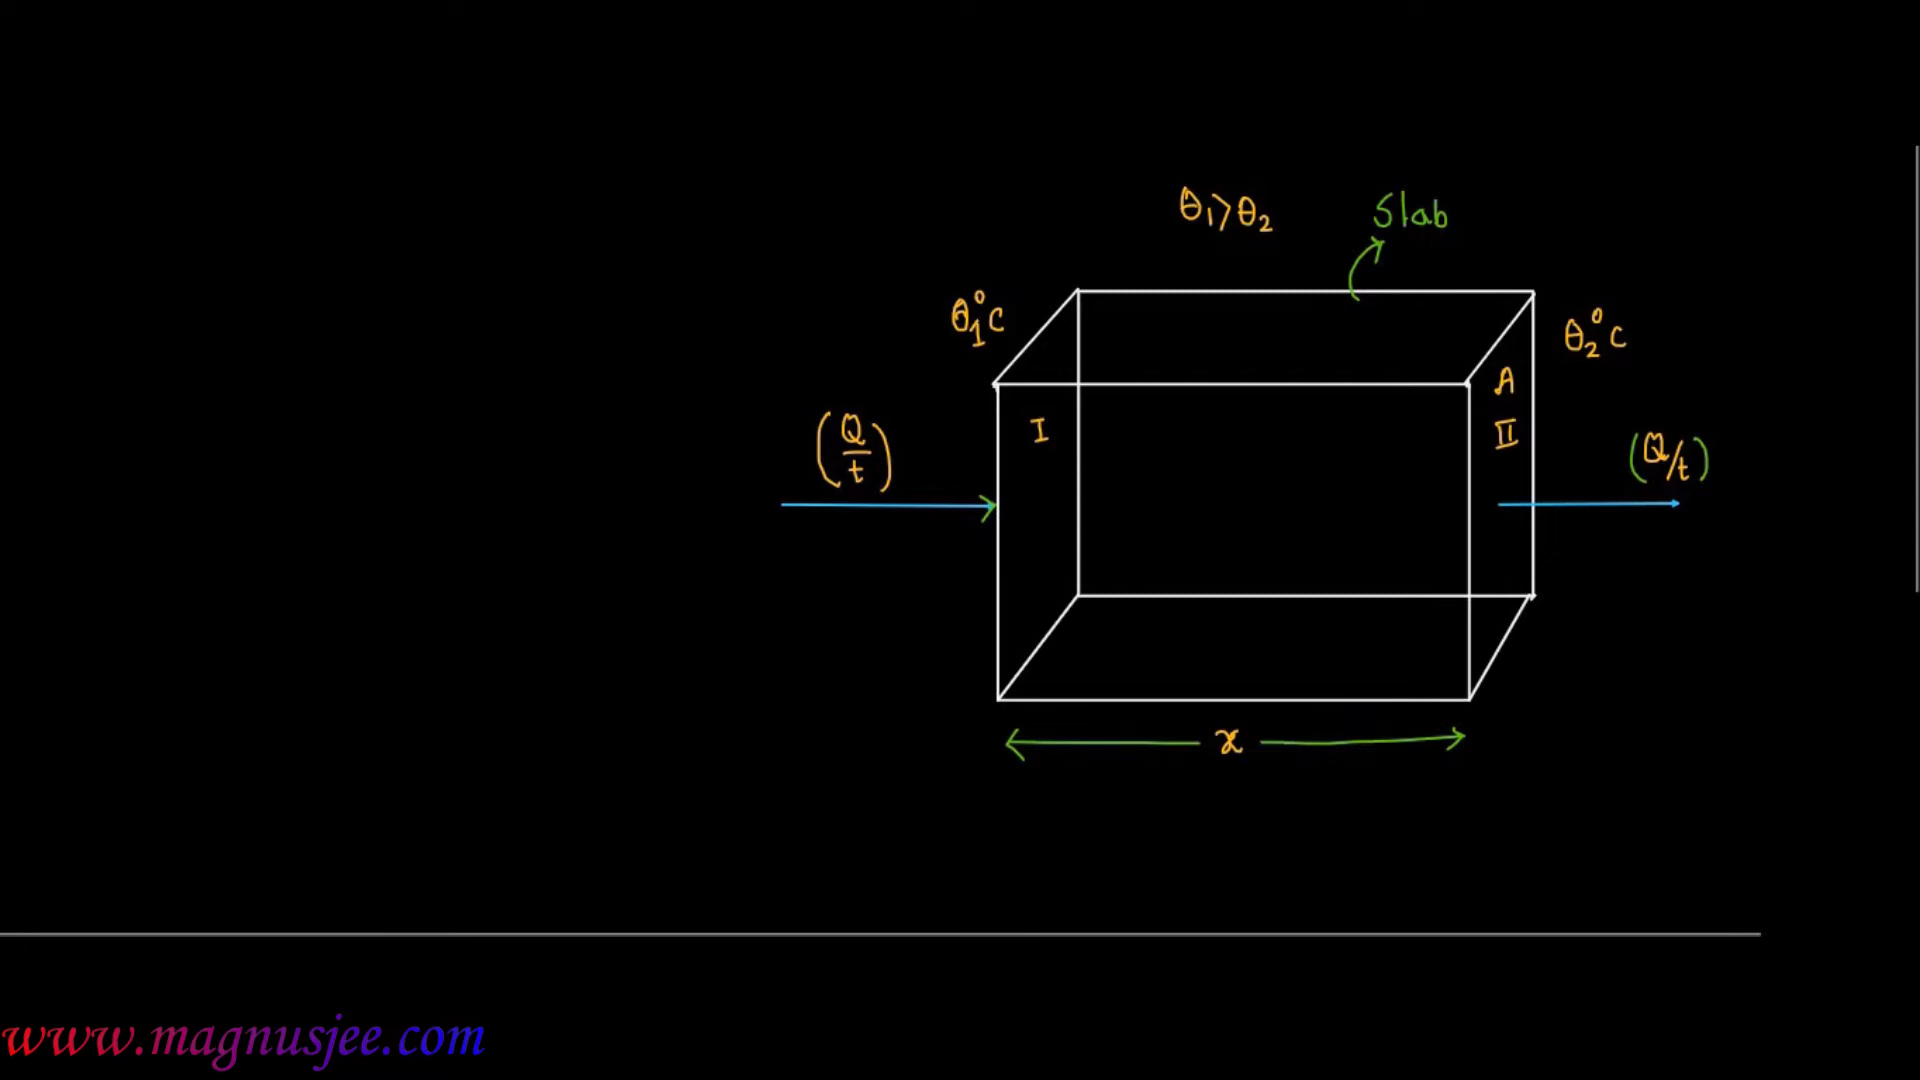 θ₁>θ₂
Slab
θ₁°C
θ₂°C
A
I
II
(Q/t)
(Q/t)
x
www.magnusjee.com